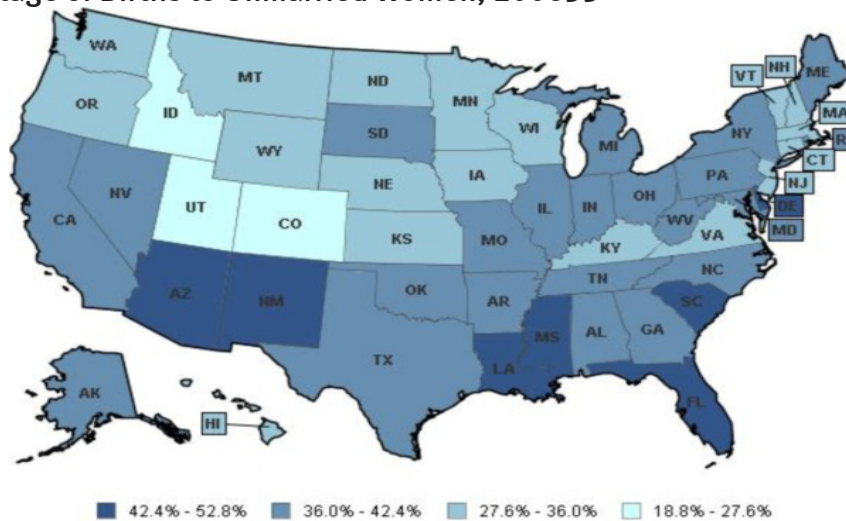 WA
MT
ND
MN
VT
NH
ME
OR
ID
SD
WI
MI
NY
MA
R
WY
CT
NE
IA
PA
NJ
NV
UT
CO
IL
IN
OH
WV
DE
CA
KS
MO
KY
VA
MD
AZ
NM
OK
AR
TN
NC
SC
TX
LA
MS
AL
GA
FL
AK
HI
42.4% - 52.8%
36.0% - 42.4%
27.6% - 36.0%
18.8% - 27.6%